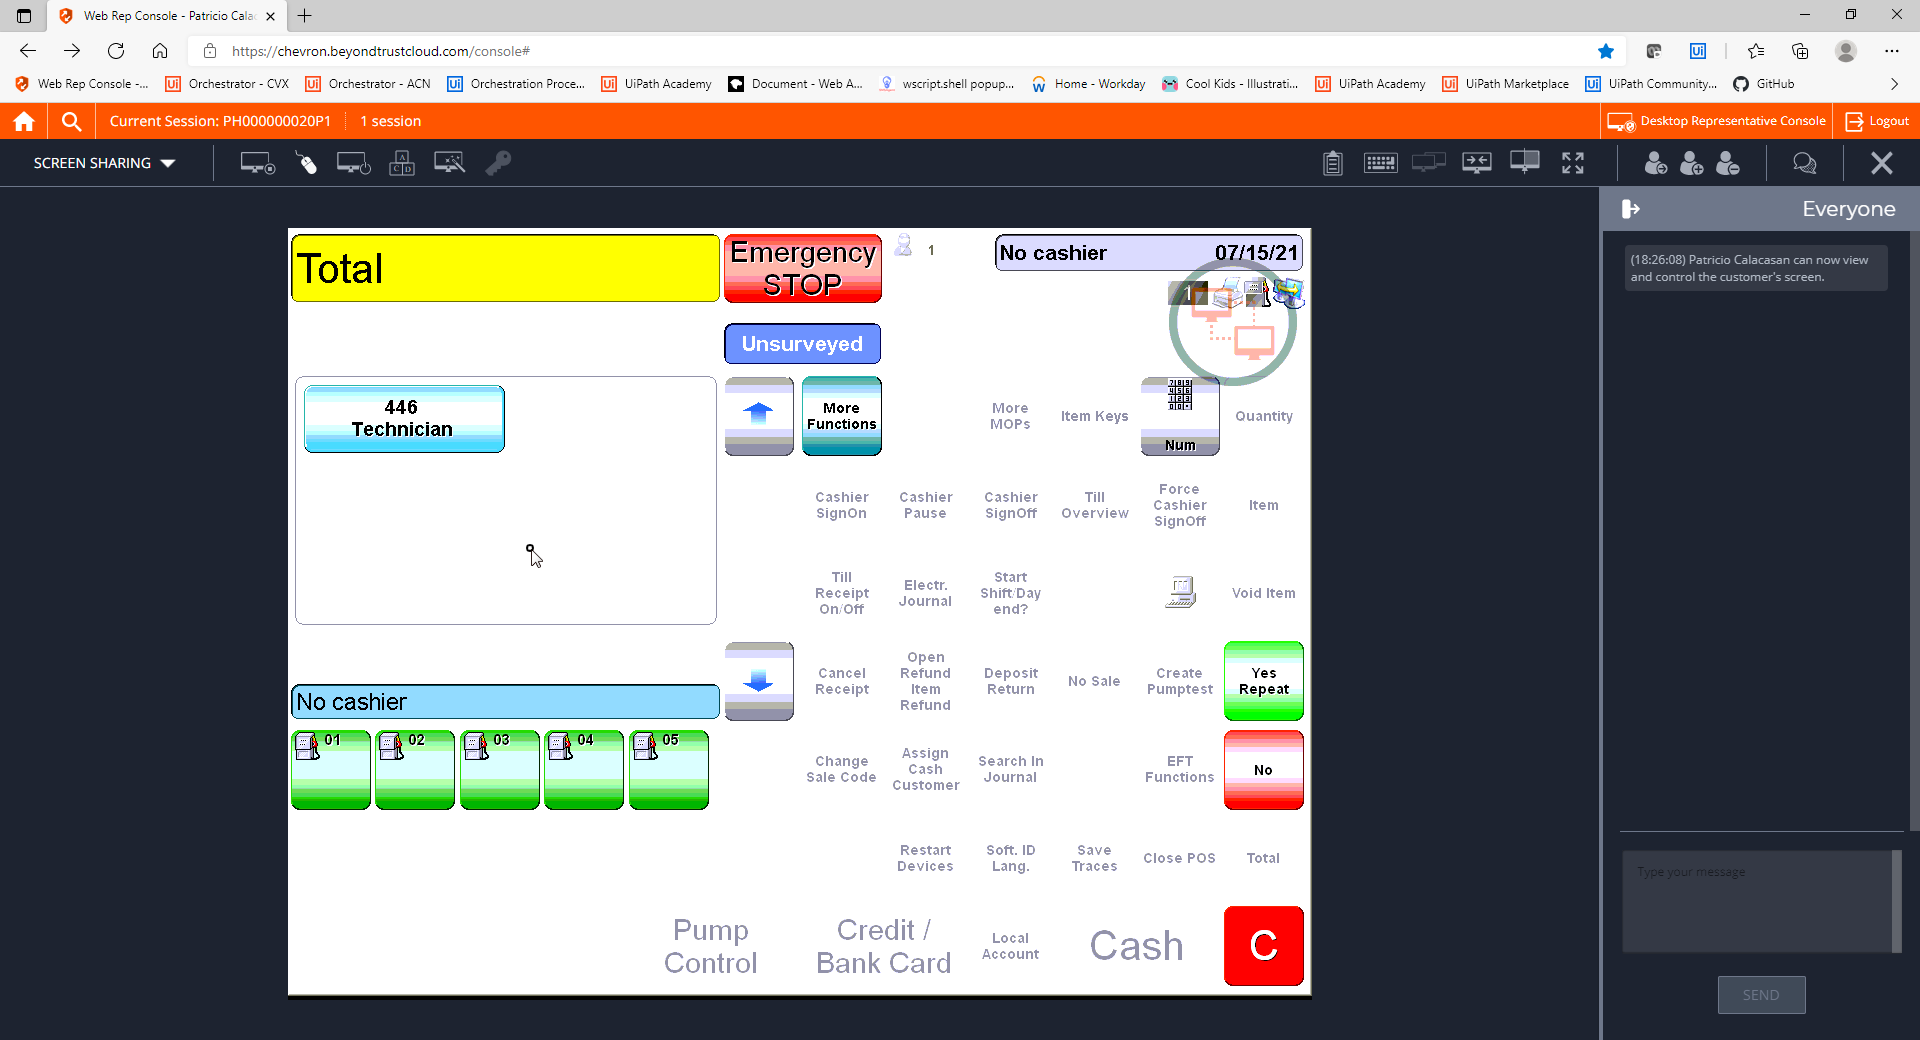 Web Rep Console - Patricio Cala
https://chevron.beyondtrustcloud.com/console#
Web Rep Console -...
Orchestrator - CVX
Orchestrator - ACN
Orchestration Proce...
UiPath Academy
Document - Web A...
wscript.shell popup...
Home - Workday
Cool Kids - Illustrati...
UiPath Academy
UiPath Marketplace
UiPath Community...
GitHub
Current Session: PH000000020P1
1 session
Desktop Representative Console
Logout
SCREEN SHARING
Everyone
(18:26:08) Patricio Calacasan can now view
and control the customer's screen.
Total
Emergency
STOP
1
No cashier 07/15/21
1
Unsurveyed
446
Technician
More
Functions
More
MOPs
Item Keys
Num
Quantity
Cashier
SignOn
Cashier
Pause
Cashier
SignOff
Till
Overview
Force
Cashier
SignOff
Item
Till
Receipt
On/Off
Electr.
Journal
Start
Shift/Day
end?
Void Item
Cancel
Receipt
Open
Refund
Item
Refund
Deposit
Return
No Sale
Create
Pumptest
Yes
Repeat
No cashier
01
02
03
04
05
Change
Sale Code
Assign
Cash
Customer
Search In
Journal
EFT
Functions
No
Restart
Devices
Soft. ID
Lang.
Save
Traces
Close POS
Total
Pump
Control
Credit /
Bank Card
Local
Account
Cash
C
Type your message
SEND